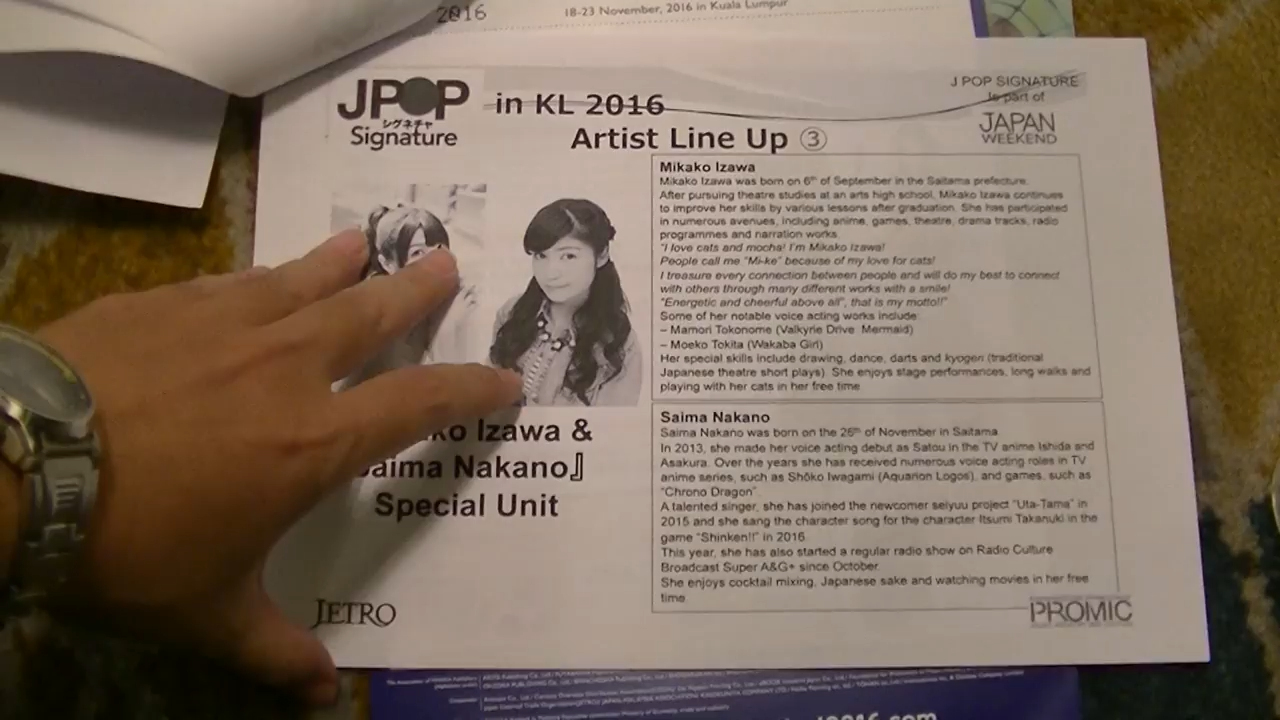 2016
18-23 November, 2016 in Kuala Lumpur
JPOP
シグネチャ
Signature
in KL 2016
Artist Line Up ③
J POP SIGNATURE
is part of
JAPAN
WEEKEND
Mikako Izawa
Mikako Izawa was born on 6th of September in the Saitama prefecture.
After pursuing theatre studies at an arts high school, Mikako Izawa continues
to improve her skills by various lessons after graduation. She has participated
in numerous avenues, including anime, games, theatre, drama tracks, radio
programmes and narration works.
"I love cats and mocha! I'm Mikako Izawa!
People call me "Mi-ke" because of my love for cats!
I treasure every connection between people and will do my best to connect
with others through many different works with a smile!
"Energetic and cheerful above all", that is my motto!!"
Some of her notable voice acting works include:
– Mamori Tokonome (Valkyrie Drive Mermaid)
– Moeko Tokita (Wakaba Girl)
Her special skills include drawing, dance, darts and kyogen (traditional
Japanese theatre short plays). She enjoys stage performances, long walks and
playing with her cats in her free time.
ko Izawa &
Saima Nakano』
Special Unit
Saima Nakano
Saima Nakano was born on the 26th of November in Saitama.
In 2013, she made her voice acting debut as Satou in the TV anime Ishida and
Asakura. Over the years she has received numerous voice acting roles in TV
anime series, such as Shōko Iwagami (Aquarion Logos), and games, such as
"Chrono Dragon".
A talented singer, she has joined the newcomer seiyuu project "Uta-Tama" in
2015 and she sang the character song for the character Itsumi Takanuki in the
game "Shinken!!" in 2016.
This year, she has also started a regular radio show on Radio Culture
Broadcast Super A&G+ since October.
She enjoys cocktail mixing, Japanese sake and watching movies in her free
time.
JETRO
PROMIC